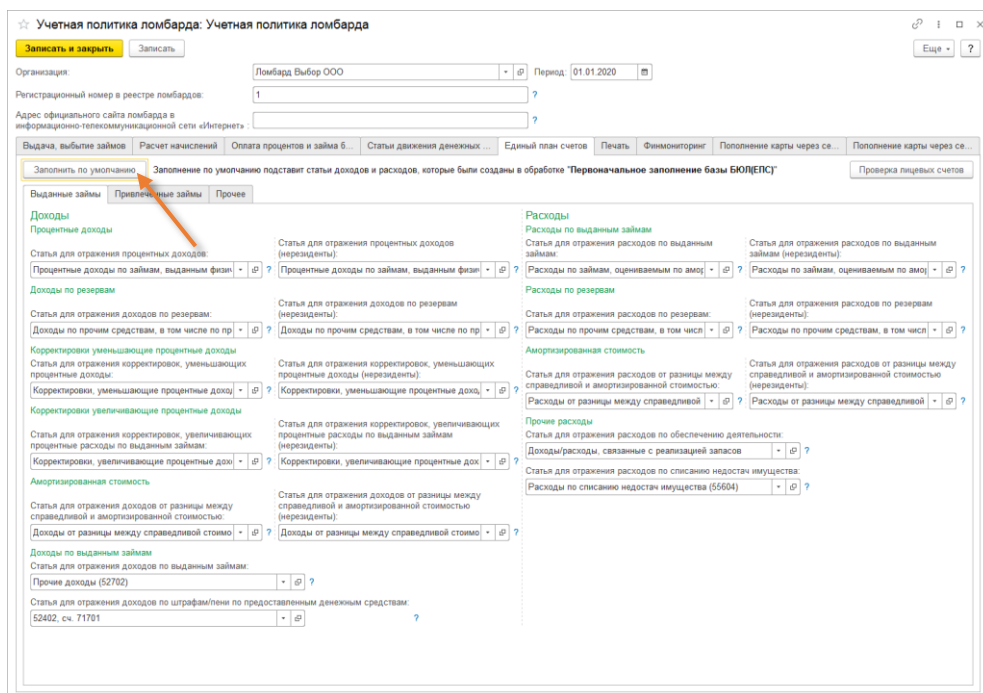 Учетная политика ломбарда: Учетная политика ломбарда
Записать и закрыть Записать Еще ?
Организация: Ломбард Выбор ООО Период: 01.01.2020
Регистрационный номер в реестре ломбардов: 1 ?
Адрес официального сайта ломбарда в
информационно-телекоммуникационной сети «Интернет» : ?
Выдача, выбытие займов Расчет начислений Оплата процентов и займа б... Статьи движения денежных ... Единый план счетов Печать Финмониторинг Пополнение карты через се... Пополнение карты через се...
Заполнить по умолчанию Заполнение по умолчанию подставит статьи доходов и расходов, которые были созданы в обработке "Первоначальное заполнение базы БЮЛ(ЕПС)" Проверка лицевых счетов
Выданные займы Привлеченные займы Прочее
Доходы
Процентные доходы
Статья для отражения процентных доходов:
Статья для отражения процентных доходов
(нерезиденты):
Процентные доходы по займам, выданным физич ? Процентные доходы по займам, выданным физич ?
Доходы по резервам
Статья для отражения доходов по резервам:
Статья для отражения доходов по резервам
(нерезиденты):
Доходы по прочим средствам, в том числе по пр ? Доходы по прочим средствам, в том числе по пр ?
Корректировки уменьшающие процентные доходы
Статья для отражения корректировок, уменьшающих
процентные доходы:
Статья для отражения корректировок, уменьшающих
процентные доходы (нерезиденты):
Корректировки, уменьшающие процентные доход ? Корректировки, уменьшающие процентные доход ?
Корректировки увеличивающие процентные доходы
Статья для отражения корректировок, увеличивающих
процентные расходы по выданным займам:
Статья для отражения корректировок, увеличивающих
процентные расходы по выданным займам
(нерезиденты):
Корректировки, увеличивающие процентные дохо ? Корректировки, увеличивающие процентные дох ?
Амортизированная стоимость
Статья для отражения доходов от разницы между
справедливой и амортизированной стоимостью:
Статья для отражения доходов от разницы между
справедливой и амортизированной стоимостью
(нерезиденты):
Доходы от разницы между справедливой стоимо ? Доходы от разницы между справедливой стоимо ?
Доходы по выданным займам
Статья для отражения доходов по выданным займам:
Прочие доходы (52702) ?
Статья для отражения доходов по штрафам/пени по предоставленным денежным средствам:
52402, сч. 71701 ?
Расходы
Расходы по выданным займам
Статья для отражения расходов по выданным
займам:
Статья для отражения расходов по выданным
займам (нерезиденты):
Расходы по займам, оцениваемым по амор ? Расходы по займам, оцениваемым по амор ?
Расходы по резервам
Статья для отражения расходов по резервам:
Статья для отражения расходов по резервам
(нерезиденты):
Расходы по прочим средствам, в том числ ? Расходы по прочим средствам, в том числ ?
Амортизированная стоимость
Статья для отражения расходов от разницы между
справедливой и амортизированной стоимостью:
Статья для отражения расходов от разницы между
справедливой и амортизированной стоимостью
(нерезиденты):
Расходы от разницы между справедливой ? Расходы от разницы между справедливой ?
Прочие расходы
Статья для отражения расходов по обеспечению деятельности:
Доходы/расходы, связанные с реализацией запасов ?
Статья для отражения расходов по списанию недостач имущества:
Расходы по списанию недостач имущества (55604) ?